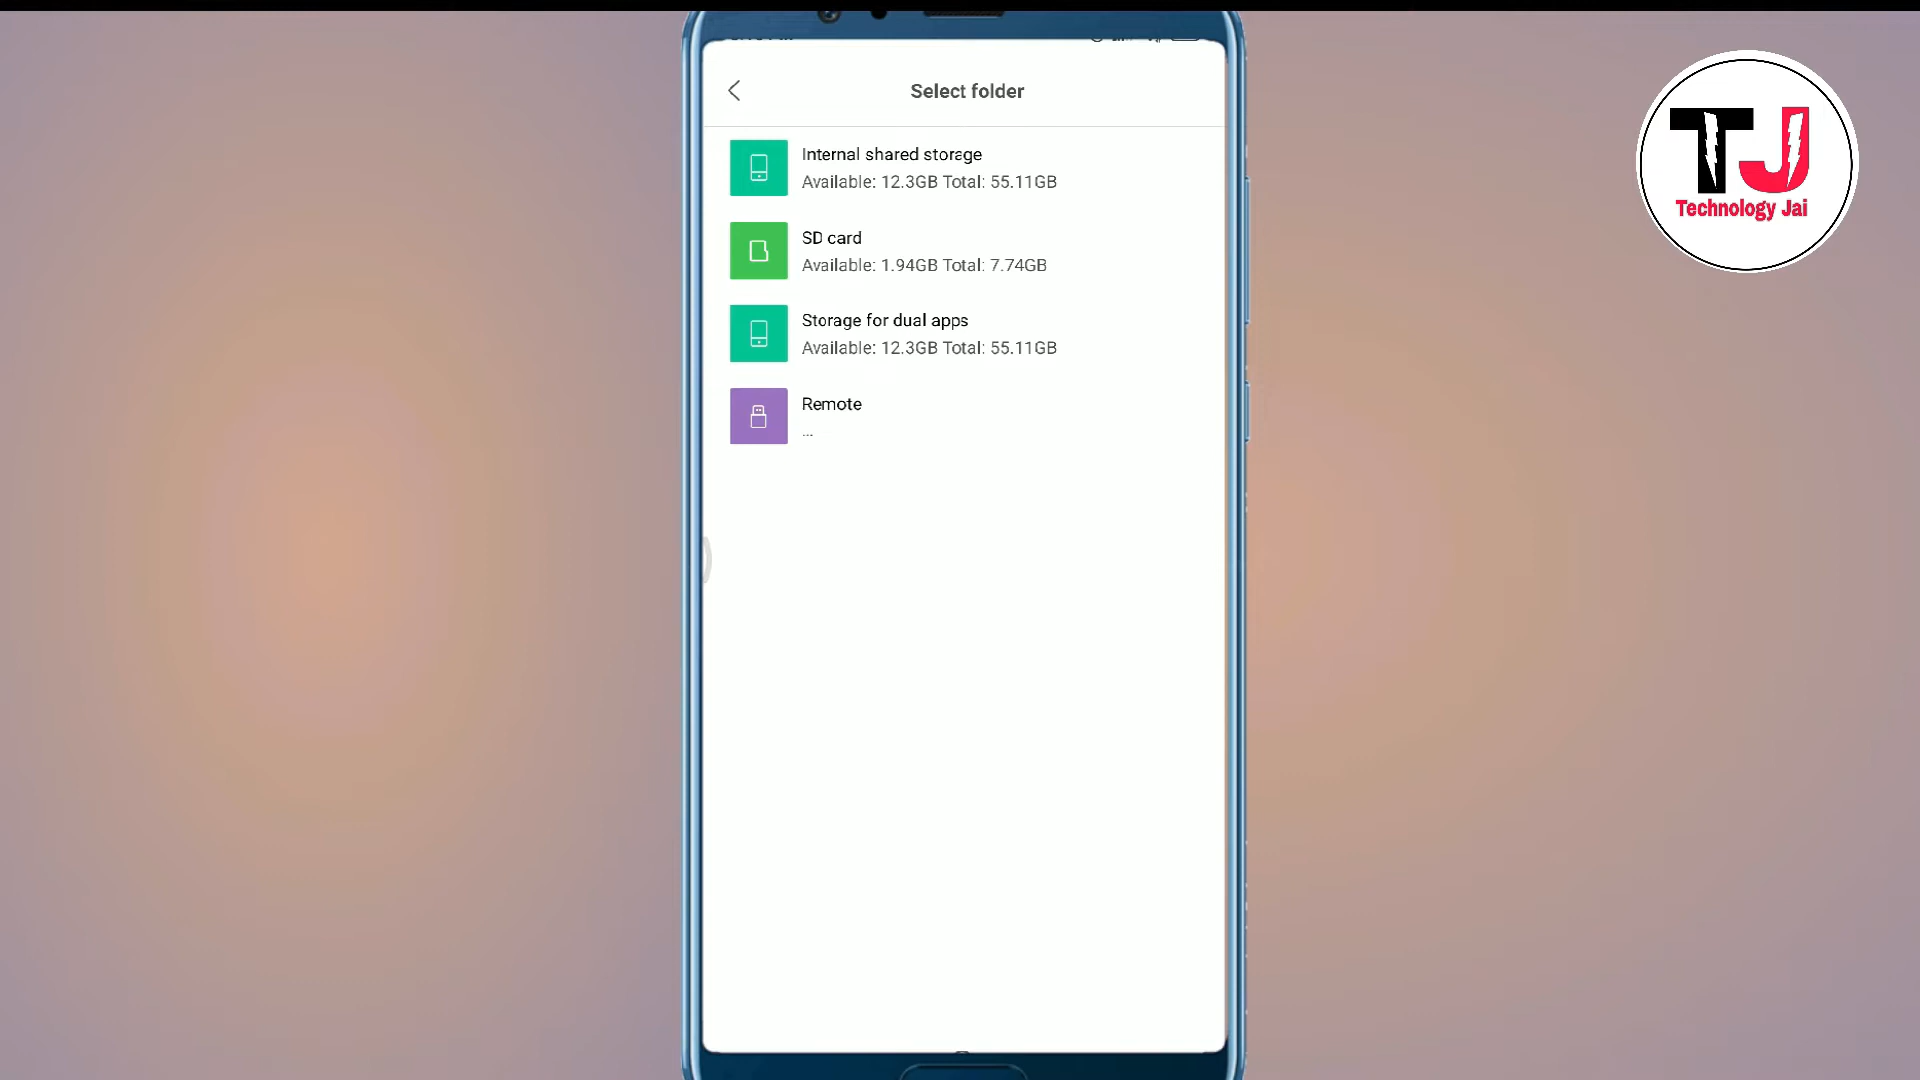 Select folder
Internal shared storage
Available: 12.3GB Total: 55.11GB
SD card
Available: 1.94GB Total: 7.74GB
Storage for dual apps
Available: 12.3GB Total: 55.11GB
Remote
...
TJ
Technology Jai